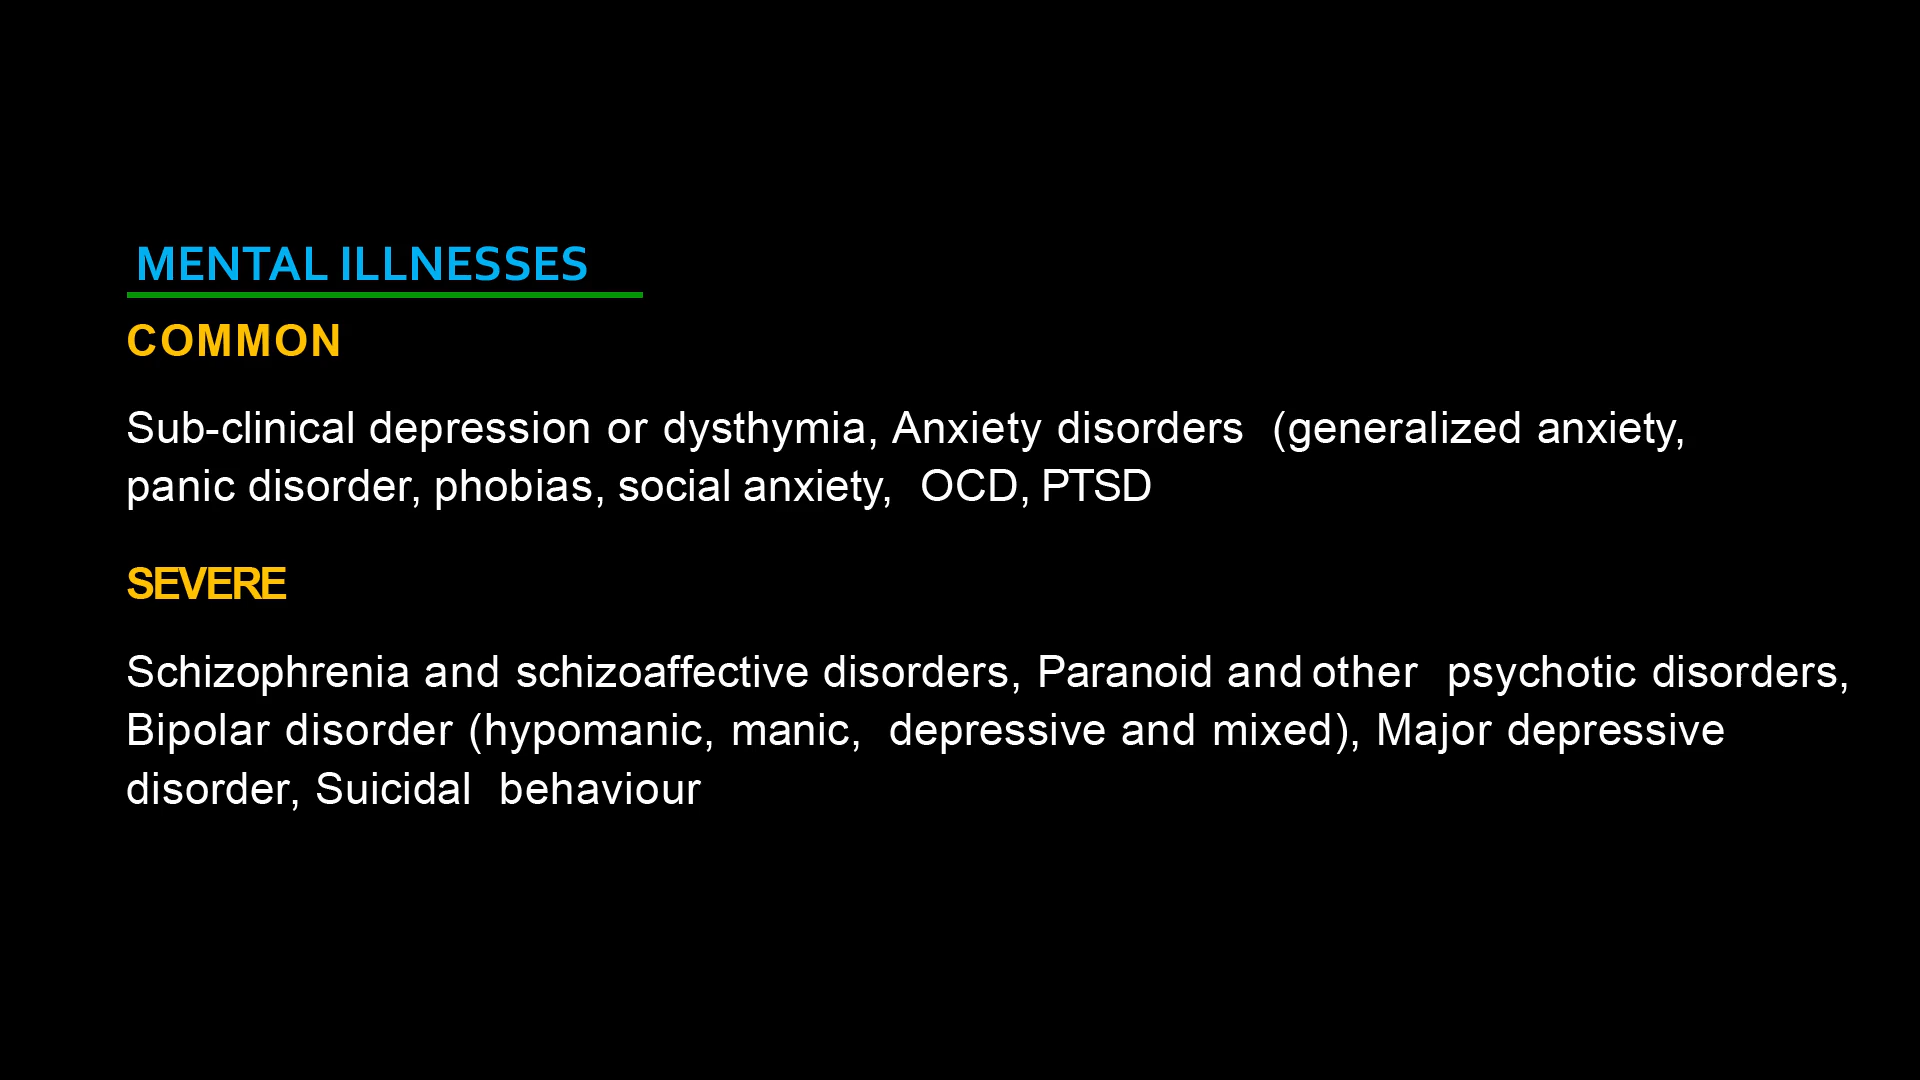 MENTAL ILLNESSES
COMMON
Sub-clinical depression or dysthymia, Anxiety disorders  (generalized anxiety,
panic disorder, phobias, social anxiety,  OCD, PTSD
SEVERE
Schizophrenia and schizoaffective disorders, Paranoid and other  psychotic disorders,
Bipolar disorder (hypomanic, manic,  depressive and mixed), Major depressive
disorder, Suicidal  behaviour